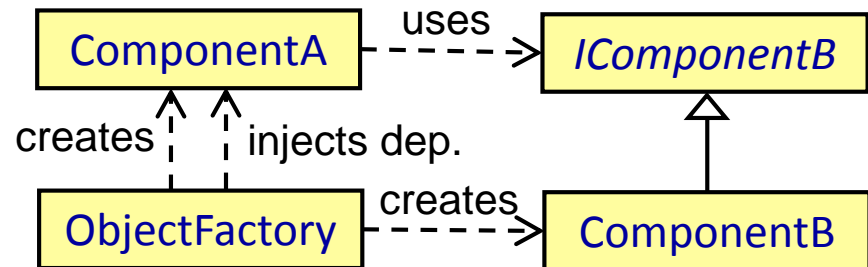 uses
ComponentA
IComponentB
creates
injects dep.
creates
ObjectFactory
ComponentB